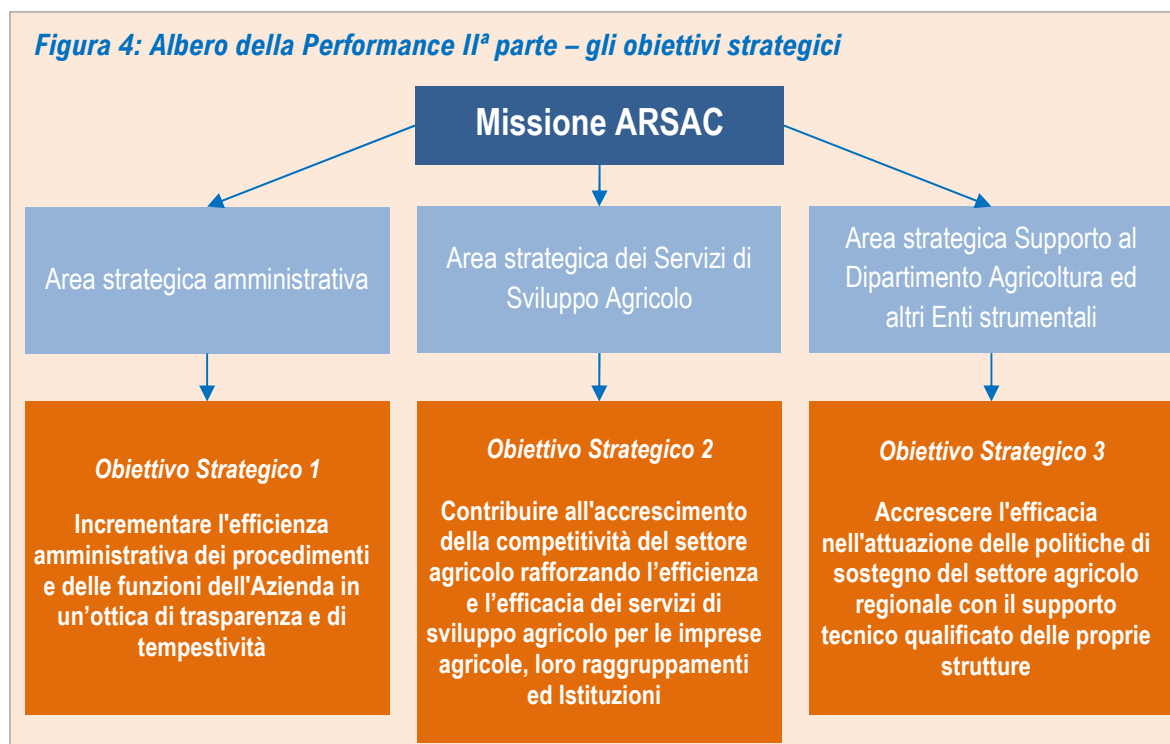 Figura 4: Albero della Performance IIª parte – gli obiettivi strategici
Missione ARSAC
Area strategica amministrativa
Area strategica dei Servizi di
Sviluppo Agricolo
Area strategica Supporto al
Dipartimento Agricoltura ed
altri Enti strumentali
Obiettivo Strategico 1
Incrementare l'efficienza
amministrativa dei procedimenti
e delle funzioni dell'Azienda in
un’ottica di trasparenza e di
tempestività
Obiettivo Strategico 2
Contribuire all'accrescimento
della competitività del settore
agricolo rafforzando l’efficienza
e l’efficacia dei servizi di
sviluppo agricolo per le imprese
agricole, loro raggruppamenti
ed Istituzioni
Obiettivo Strategico 3
Accrescere l'efficacia
nell'attuazione delle politiche di
sostegno del settore agricolo
regionale con il supporto
tecnico qualificato delle proprie
strutture